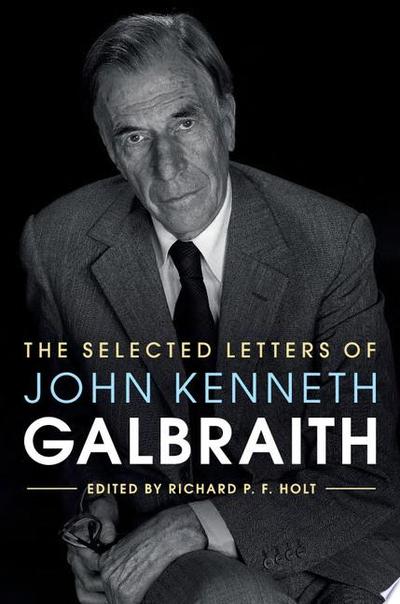 THE SELECTED LETTERS OF
JOHN KENNETH
GALBRAITH
EDITED BY RICHARD P. F. HOLT